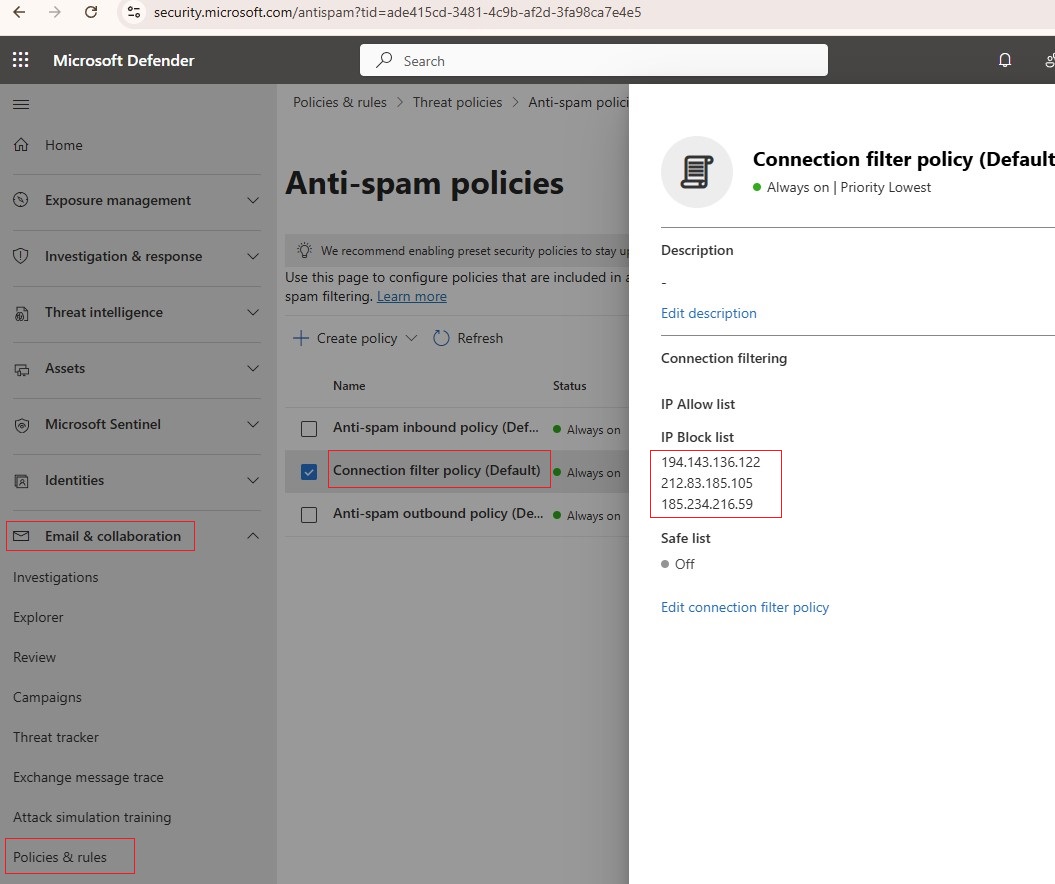 security.microsoft.com/antispam?tid=ade415cd-3481-4c9b-af2d-3fa98ca7e4e5
Microsoft Defender
Search
Home
Exposure management
Investigation & response
Threat intelligence
Assets
Microsoft Sentinel
Identities
Email & collaboration
Investigations
Explorer
Review
Campaigns
Threat tracker
Exchange message trace
Attack simulation training
Policies & rules
Policies & rules > Threat policies > Anti-spam polici
Anti-spam policies
We recommend enabling preset security policies to stay up
Use this page to configure policies that are included in a
spam filtering. Learn more
Create policy Refresh
Name Status
Anti-spam inbound policy (Def... Always on
Connection filter policy (Default) Always on
Anti-spam outbound policy (De... Always on
Connection filter policy (Default
Always on | Priority Lowest
Description
-
Edit description
Connection filtering
IP Allow list
IP Block list
194.143.136.122
212.83.185.105
185.234.216.59
Safe list
Off
Edit connection filter policy